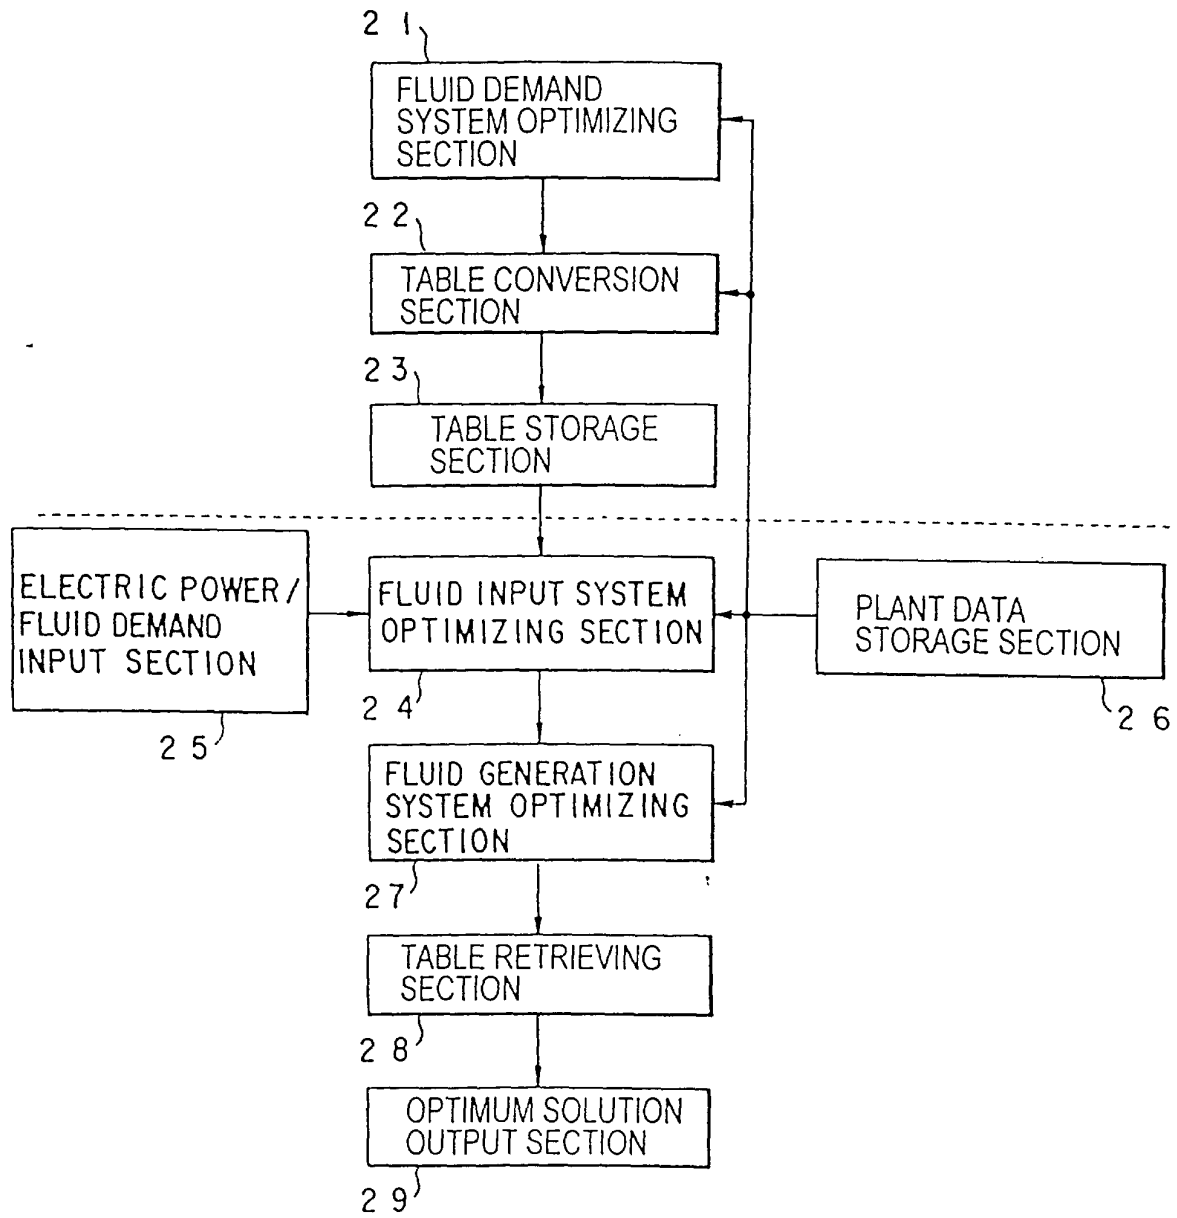 21
FLUID DEMAND
SYSTEM OPTIMIZING
SECTION
22
TABLE CONVERSION
SECTION
23
TABLE STORAGE
SECTION
ELECTRIC POWER/
FLUID DEMAND
INPUT SECTION
25
FLUID INPUT SYSTEM
OPTIMIZING SECTION
24
PLANT DATA
STORAGE SECTION
26
FLUID GENERATION
SYSTEM OPTIMIZING
SECTION
27
TABLE RETRIEVING
SECTION
28
OPTIMUM SOLUTION
OUTPUT SECTION
29